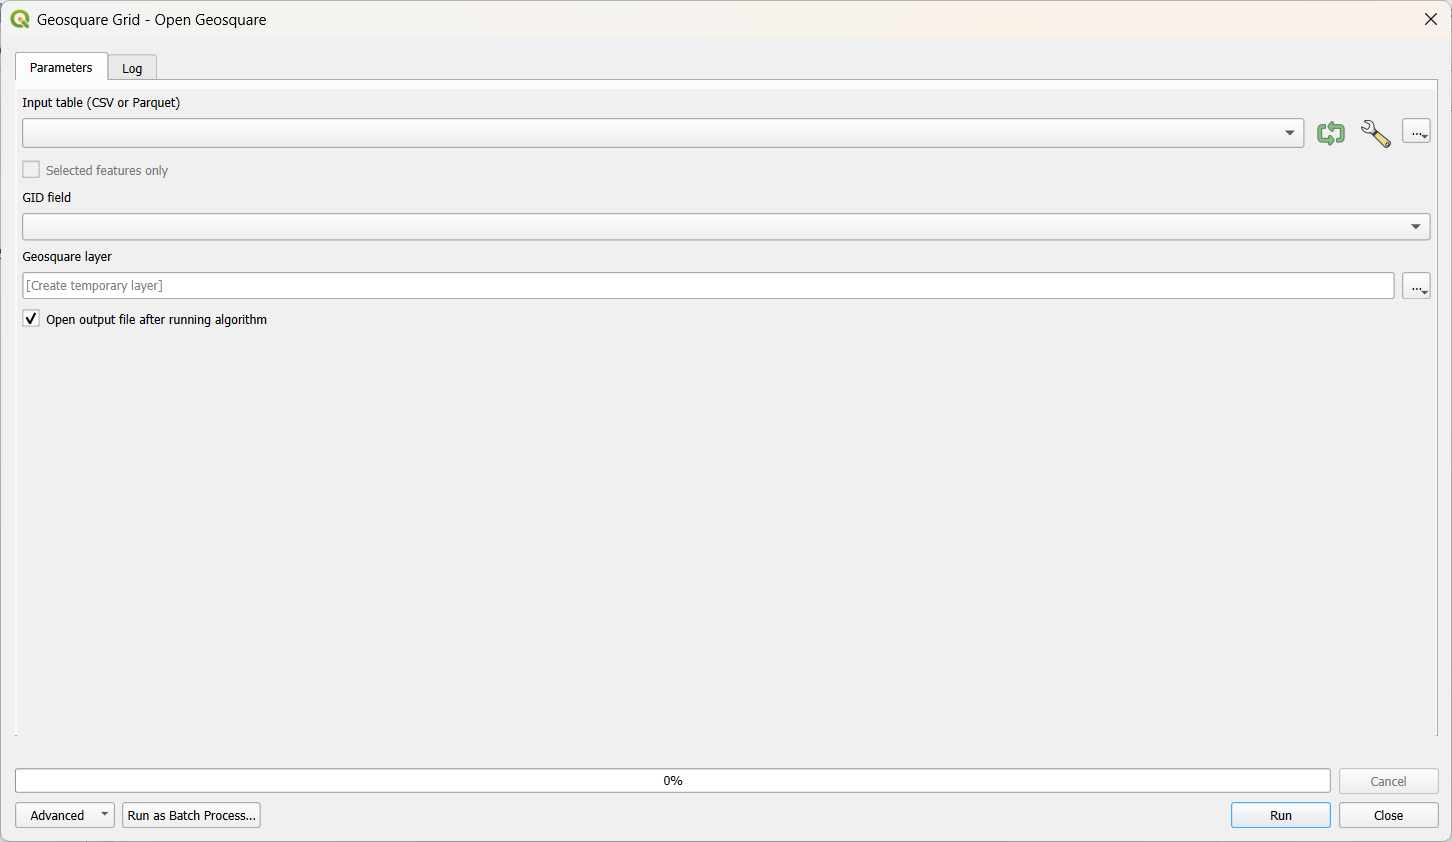 Geosquare Grid - Open Geosquare
Parameters
Log
Input table (CSV or Parquet)
...
Selected features only
GID field
Geosquare layer
[Create temporary layer]
...
Open output file after running algorithm
0%
Cancel
Advanced
Run as Batch Process...
Run
Close